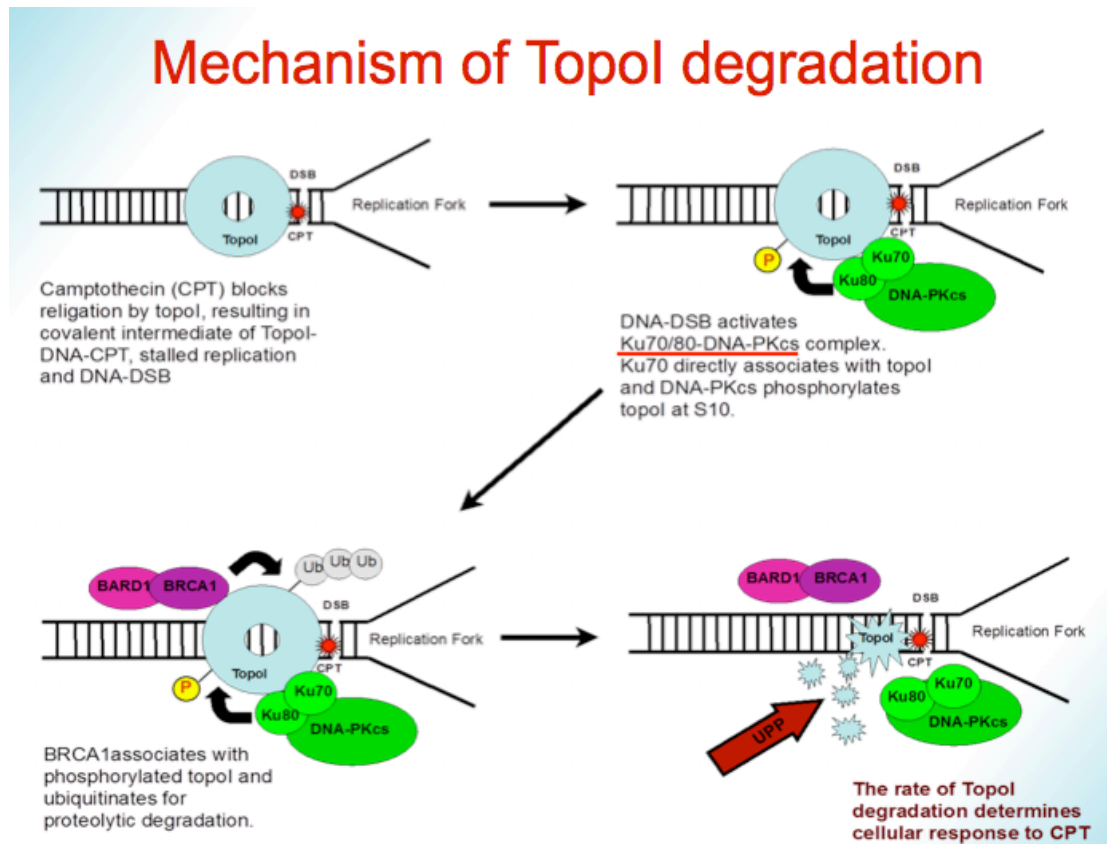 Mechanism of TopoI degradation
DSB
Replication Fork
TopoI
CPT
Camptothecin (CPT) blocks
religation by topoI, resulting in
covalent intermediate of TopoI-
DNA-CPT, stalled replication
and DNA-DSB
DSB
Replication Fork
TopoI
CPT
P
Ku70
Ku80
DNA-PKcs
DNA-DSB activates
Ku70/80-DNA-PKcs complex.
Ku70 directly associates with topoI
and DNA-PKcs phosphorylates
topoI at S10.
BARD1
BRCA1
Ub
Ub
Ub
DSB
Replication Fork
TopoI
CPT
P
Ku70
Ku80
DNA-PKcs
BRCA1associates with
phosphorylated topoI and
ubiquitinates for
proteolytic degradation.
BARD1
BRCA1
DSB
TopoI
Replication Fork
CPT
Ku70
Ku80
DNA-PKcs
UPP
The rate of TopoI
degradation determines
cellular response to CPT